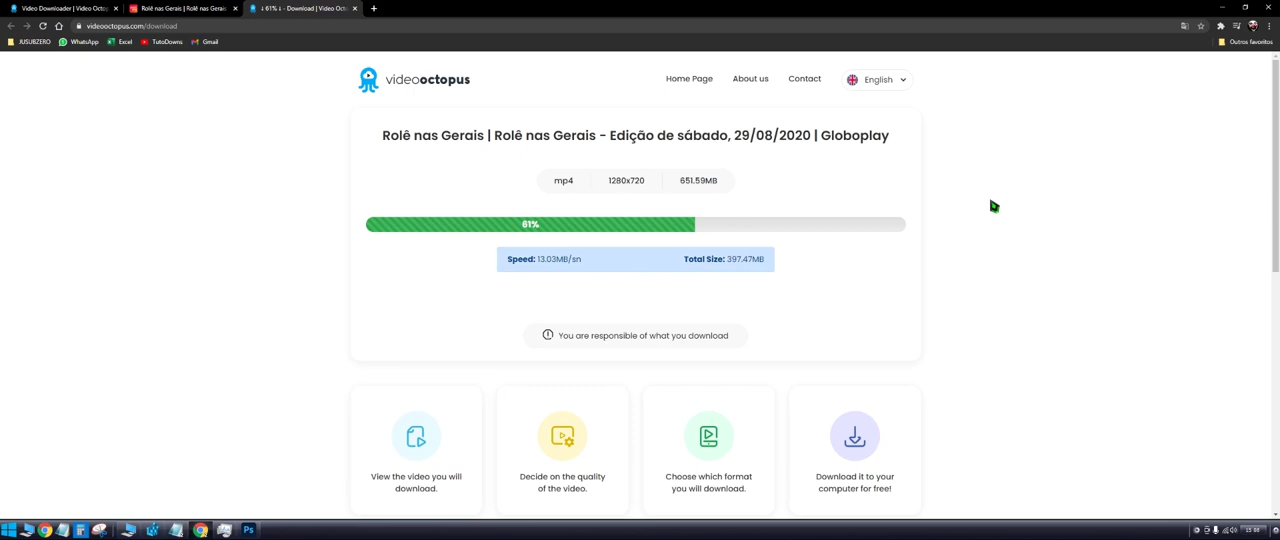 Video Downloader | Video Octop
Rolê nas Gerais | Rolê nas Gerais
↓ 61% ↓ - Download | Video Octo
videooctopus.com/download
JUSUBZERO
WhatsApp
Excel
TutoDowns
Gmail
Outros favoritos
videooctopus
Home Page
About us
Contact
English
Rolê nas Gerais | Rolê nas Gerais - Edição de sábado, 29/08/2020 | Globoplay
mp4
1280x720
651.59MB
61%
Speed: 13.03MB/sn
Total Size: 397.47MB
You are responsible of what you download
View the video you will
download.
Decide on the quality
of the video.
Choose which format
you will download.
Download it to your
computer for free!
Ps